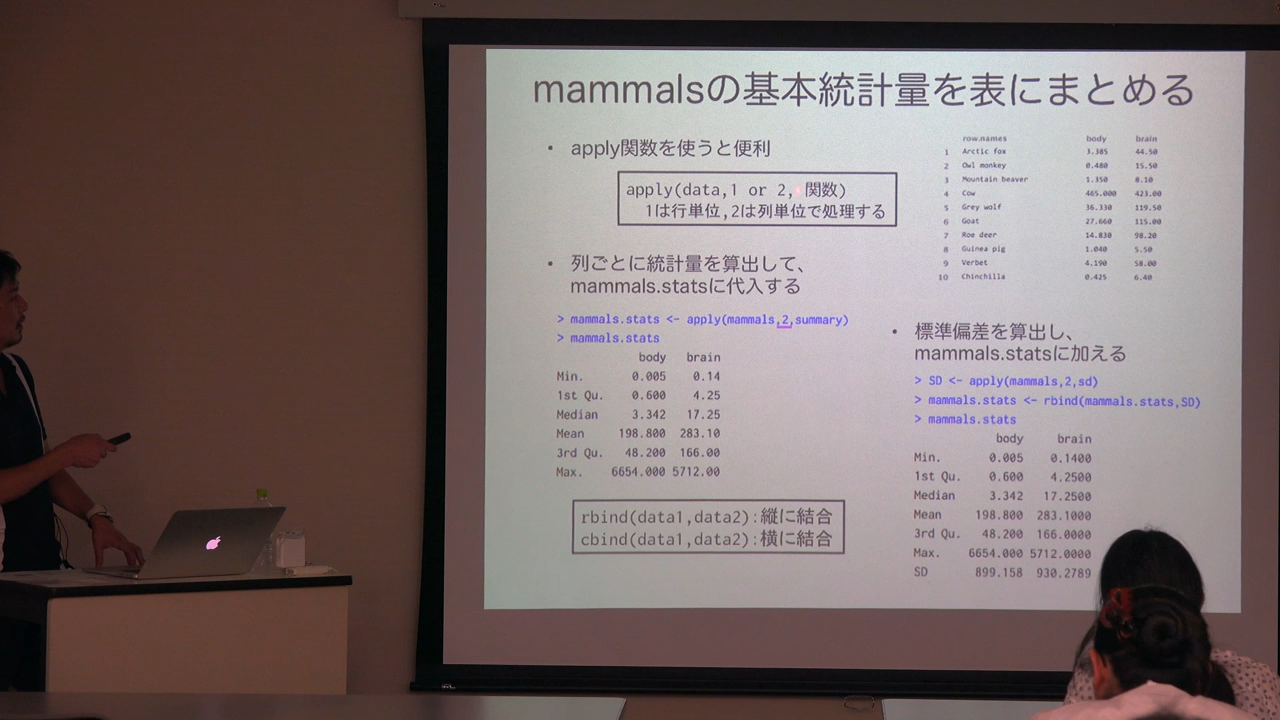 mammalsの基本統計量を表にまとめる
• apply関数を使うと便利
apply(data,1 or 2, 関数)
1は行単位,2は列単位で処理する
• 列ごとに統計量を算出して、
mammals.statsに代入する
> mammals.stats <- apply(mammals,2,summary)
> mammals.stats
body brain
Min. 0.005 0.14
1st Qu. 0.600 4.25
Median 3.342 17.25
Mean 198.800 283.10
3rd Qu. 48.200 166.00
Max. 6654.000 5712.00
rbind(data1,data2):縦に結合
cbind(data1,data2):横に結合
row.names body brain
1 Arctic fox 3.385 44.50
2 Owl monkey 0.480 15.50
3 Mountain beaver 1.350 8.10
4 Cow 465.000 423.00
5 Grey wolf 36.330 119.50
6 Goat 27.660 115.00
7 Roe deer 14.830 98.20
8 Guinea pig 1.040 5.50
9 Verbet 4.190 58.00
10 Chinchilla 0.425 6.40
• 標準偏差を算出し、
mammals.statsに加える
> SD <- apply(mammals,2,sd)
> mammals.stats <- rbind(mammals.stats,SD)
> mammals.stats
body brain
Min. 0.005 0.1400
1st Qu. 0.600 4.2500
Median 3.342 17.2500
Mean 198.800 283.1000
3rd Qu. 48.200 166.0000
Max. 6654.000 5712.0000
SD 899.158 930.2789